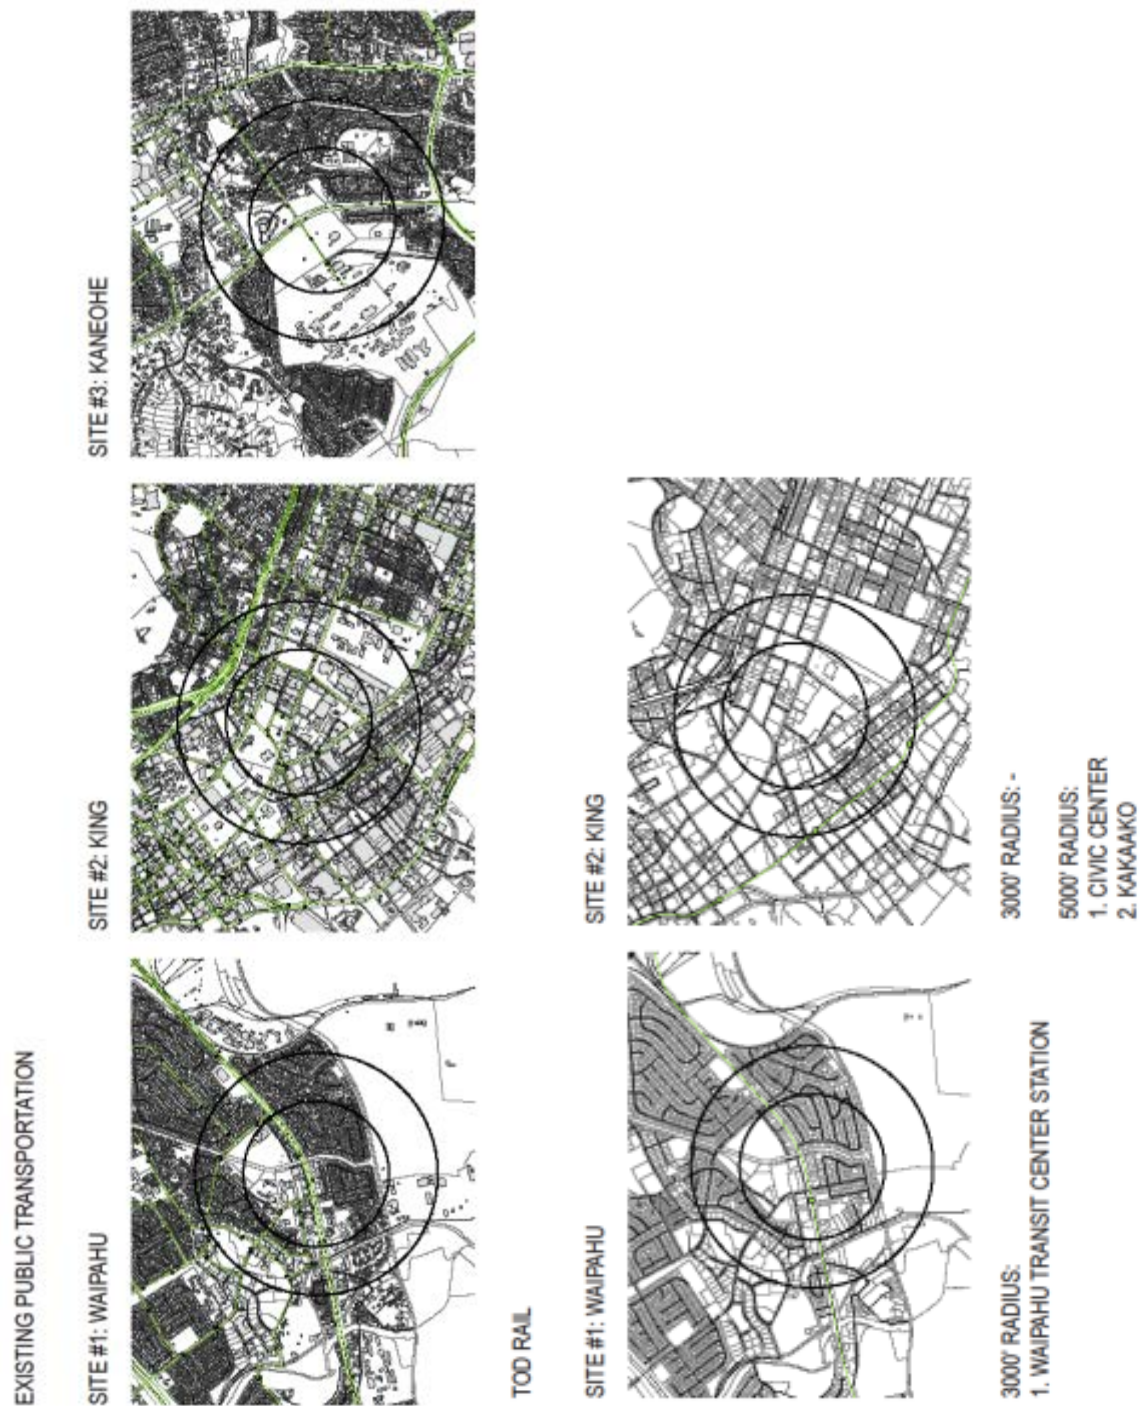 EXISTING PUBLIC TRANSPORTATION
SITE #1: WAIPAHU
SITE #2: KING
SITE #3: KANEOHE
TOD RAIL
SITE #1: WAIPAHU
SITE #2: KING
3000' RADIUS:
1. WAIPAHU TRANSIT CENTER STATION
3000' RADIUS: -
5000' RADIUS:
1. CIVIC CENTER
2. KAKAAKO